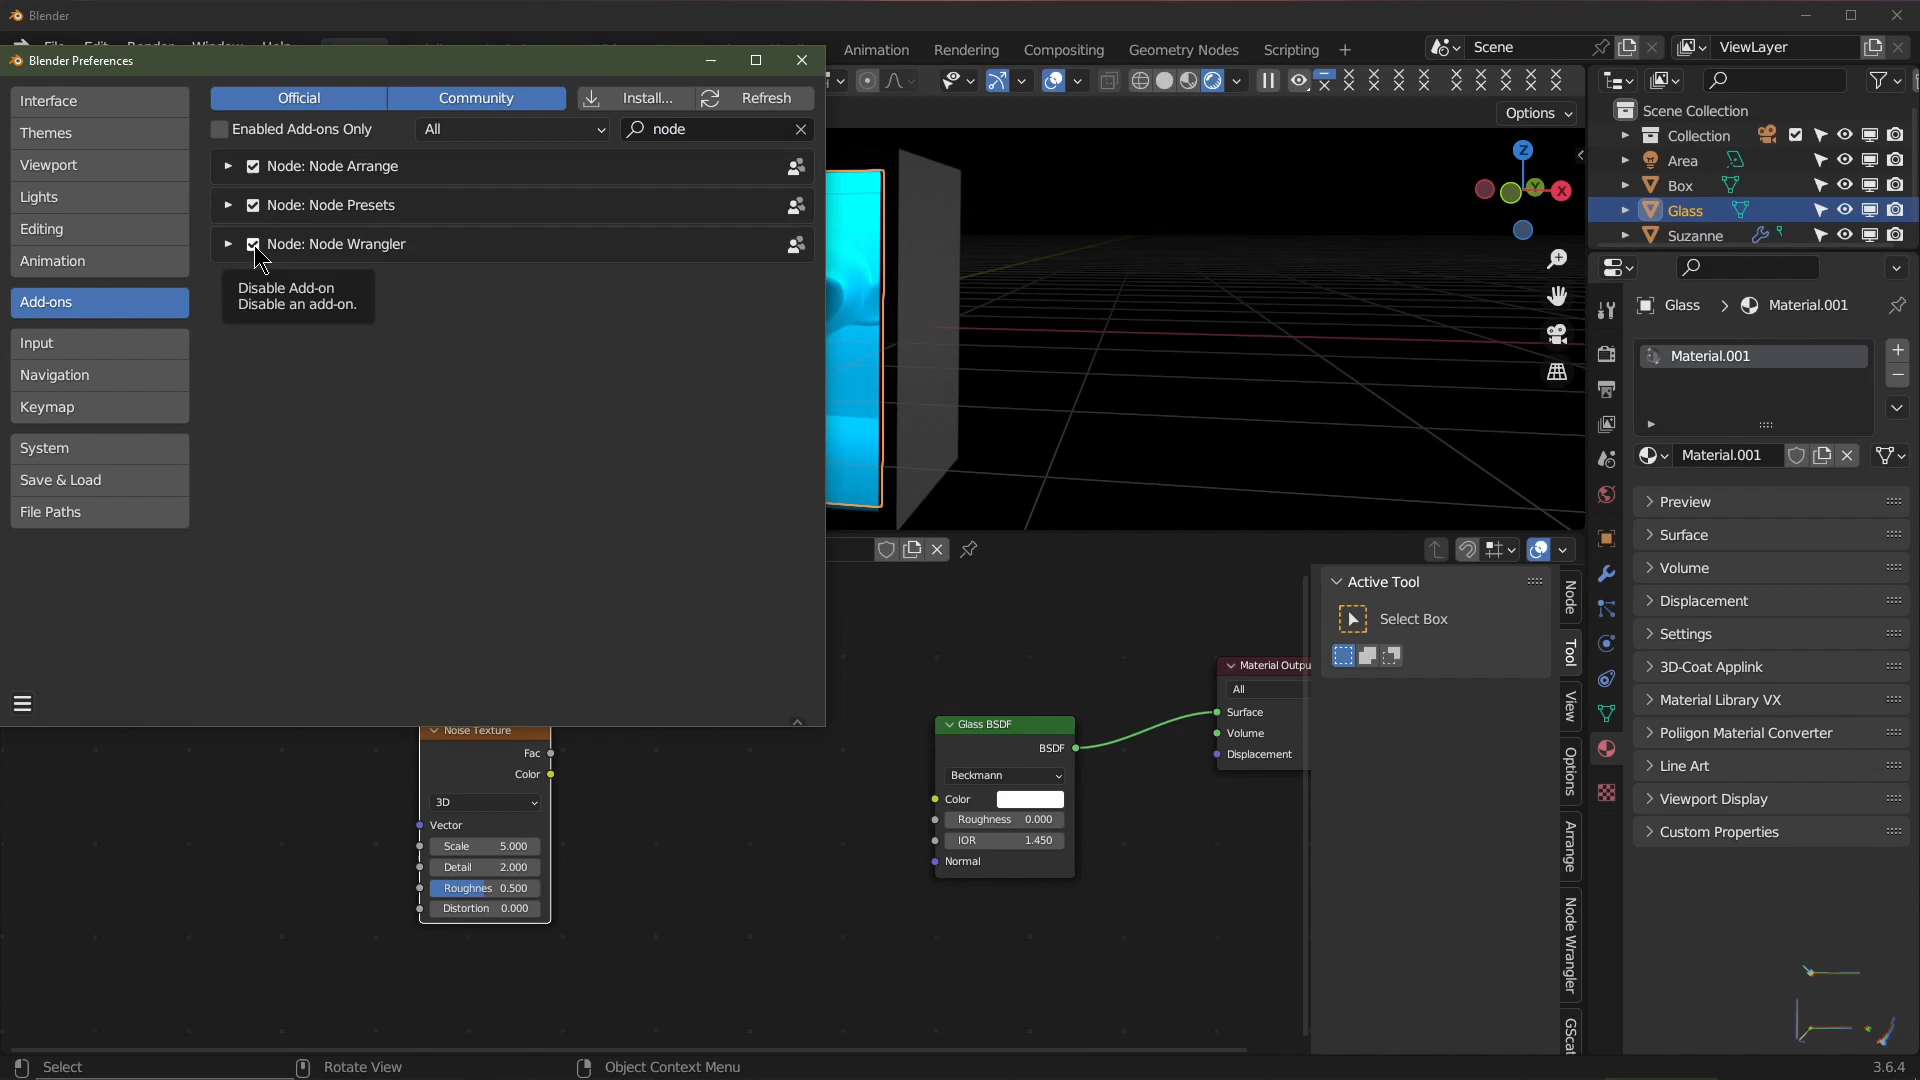 Blender
File Edit Render Window Help
Animation Rendering Compositing Geometry Nodes Scripting +
Scene
ViewLayer
Blender Preferences
Interface
Themes
Viewport
Lights
Editing
Animation
Add-ons
Input
Navigation
Keymap
System
Save & Load
File Paths
Official Community Install... Refresh
Enabled Add-ons Only All node
Node: Node Arrange
Node: Node Presets
Node: Node Wrangler
Disable Add-on
Disable an add-on.
Options
Z
Y
X
Scene Collection
Collection
Area
Box
Glass
Suzanne
Glass > Material.001
Material.001
Material.001
Preview
Surface
Volume
Displacement
Settings
3D-Coat Applink
Material Library VX
Poliigon Material Converter
Line Art
Viewport Display
Custom Properties
Active Tool
Select Box
Node
Tool
View
Options
Arrange
Node Wrangler
GScat
Noise Texture
Fac
Color
3D
Vector
Scale 5.000
Detail 2.000
Roughnes 0.500
Distortion 0.000
Glass BSDF
BSDF
Beckmann
Color
Roughness 0.000
IOR 1.450
Normal
Material Outpu
All
Surface
Volume
Displacement
Select
Rotate View
Object Context Menu
3.6.4